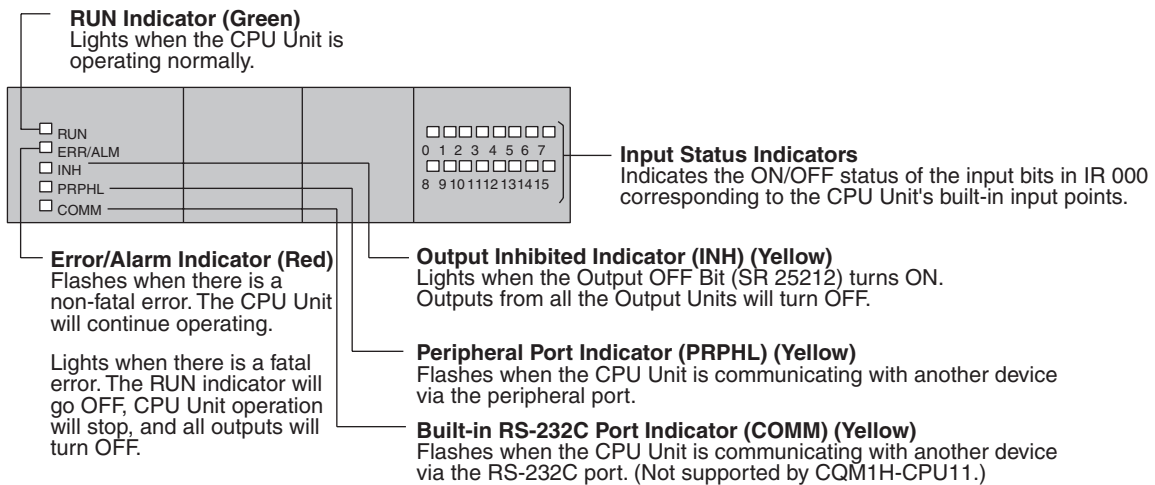 RUN Indicator (Green)
Lights when the CPU Unit is
operating normally.
RUN
ERR/ALM
INH
PRPHL
COMM
0 1 2 3 4 5 6 7
8 9 10 11 12 13 14 15
Input Status Indicators
Indicates the ON/OFF status of the input bits in IR 000
corresponding to the CPU Unit's built-in input points.
Error/Alarm Indicator (Red)
Flashes when there is a
non-fatal error. The CPU Unit
will continue operating.
Lights when there is a fatal
error. The RUN indicator will
go OFF, CPU Unit operation
will stop, and all outputs will
turn OFF.
Output Inhibited Indicator (INH) (Yellow)
Lights when the Output OFF Bit (SR 25212) turns ON.
Outputs from all the Output Units will turn OFF.
Peripheral Port Indicator (PRPHL) (Yellow)
Flashes when the CPU Unit is communicating with another device
via the peripheral port.
Built-in RS-232C Port Indicator (COMM) (Yellow)
Flashes when the CPU Unit is communicating with another device
via the RS-232C port. (Not supported by CQM1H-CPU11.)